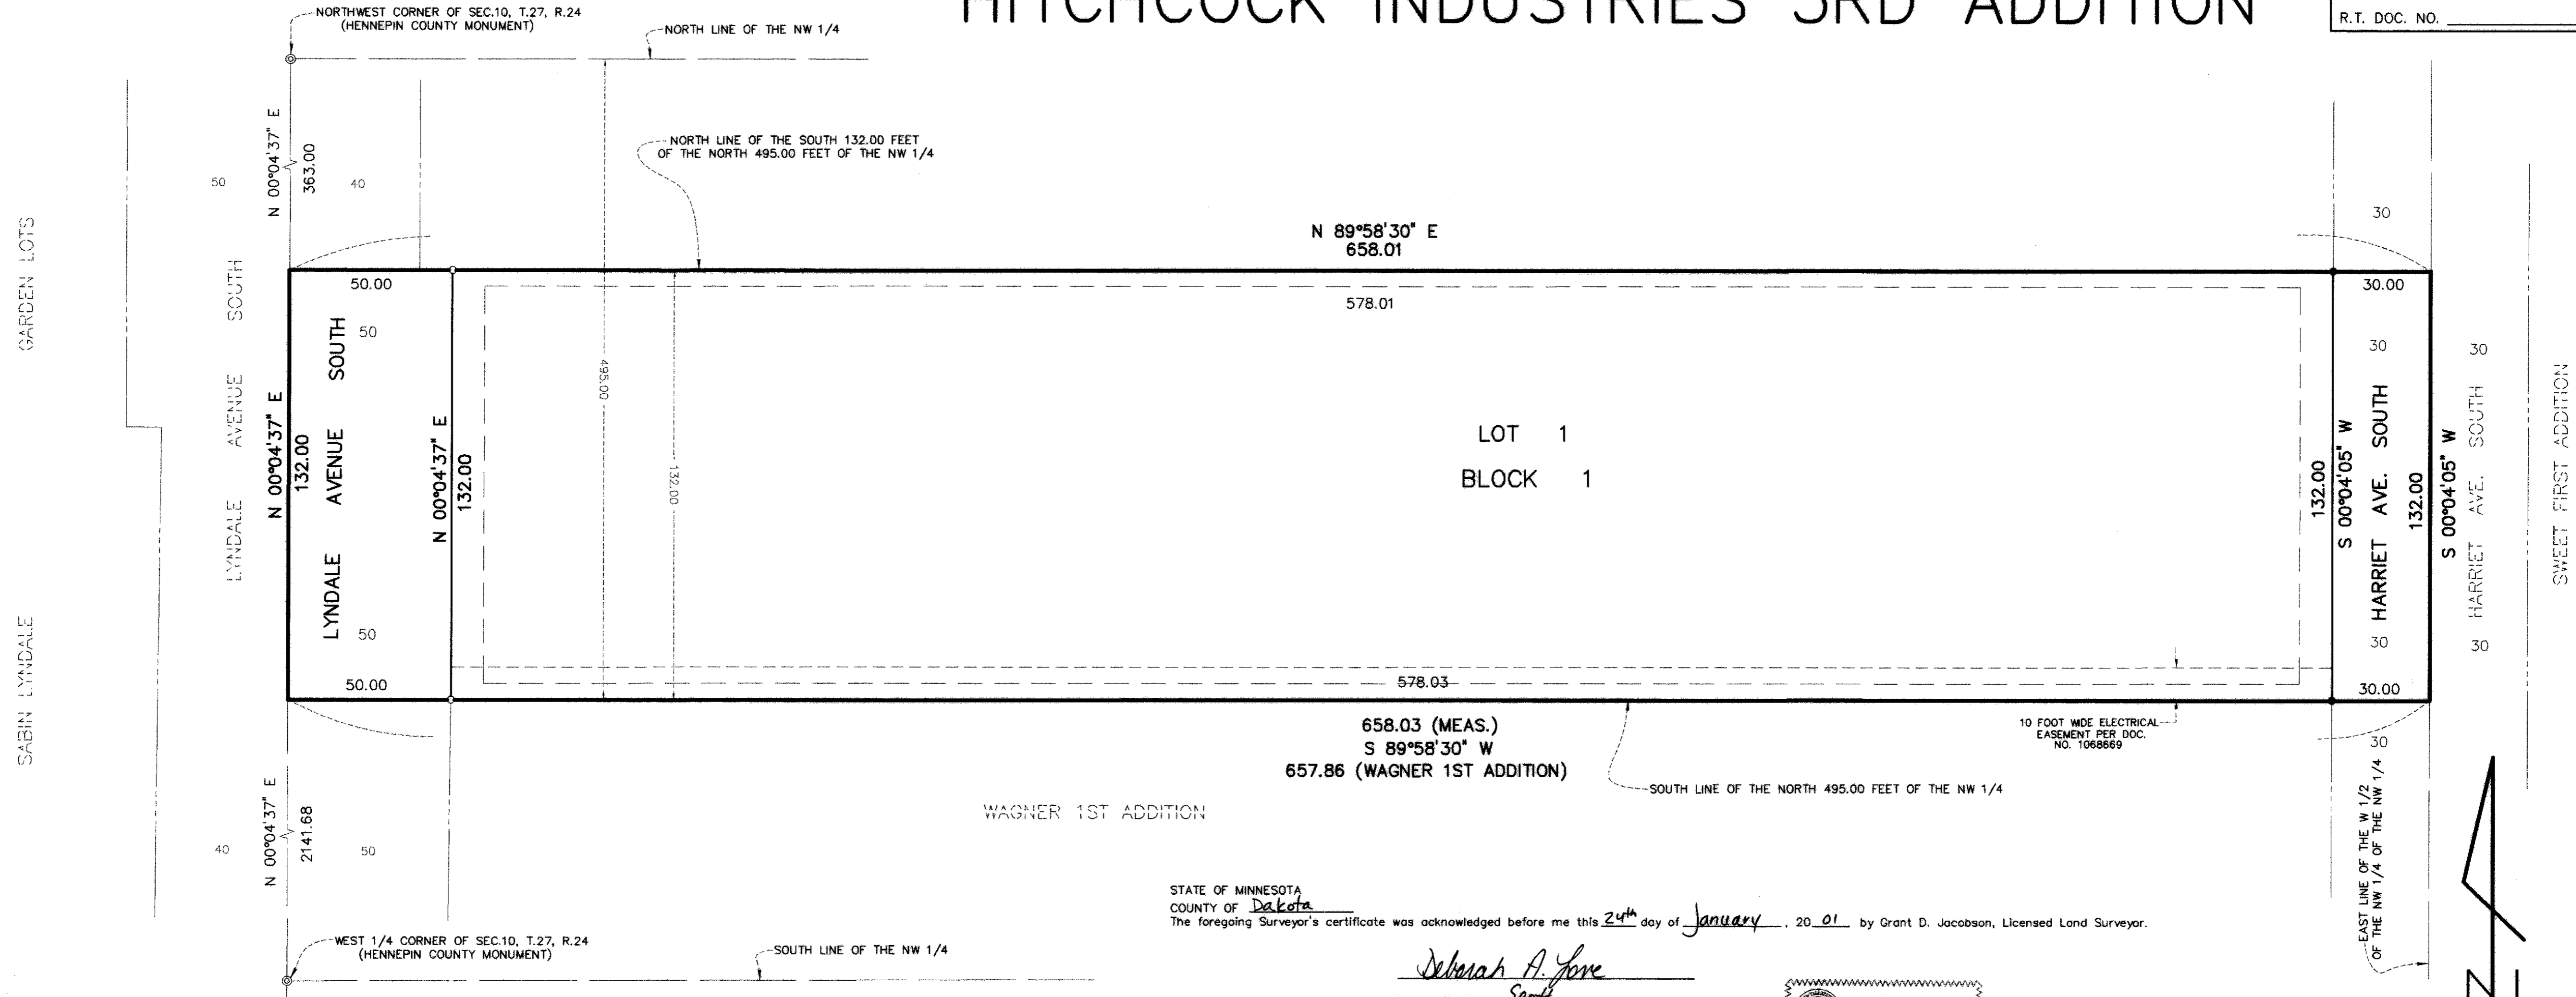 HITCHCOCK INDUSTRIES 3RD ADDITION
R.T. DOC. NO.
NORTHWEST CORNER OF SEC.10, T.27, R.24
(HENNEPIN COUNTY MONUMENT)
NORTH LINE OF THE NW 1/4
N 00°04'37" E
363.00
50
40
NORTH LINE OF THE SOUTH 132.00 FEET
OF THE NORTH 495.00 FEET OF THE NW 1/4
N 89°58'30" E
658.01
30
GARDEN LOTS
SABIN LYNDALE
LYNDALE AVENUE SOUTH
N 00°04'37" E
132.00
50.00
50
LYNDALE AVENUE SOUTH
50
50.00
N 00°04'37" E
132.00
495.00
132.00
578.01
LOT 1
BLOCK 1
578.03
132.00
S 00°04'05" W
30.00
30
HARRIET AVE. SOUTH
30
30.00
132.00
S 00°04'05" W
30
HARRIET AVE. SOUTH
30
SWEET FIRST ADDITION
658.03 (MEAS.)
S 89°58'30" W
657.86 (WAGNER 1ST ADDITION)
10 FOOT WIDE ELECTRICAL
EASEMENT PER DOC.
NO. 1068669
30
SOUTH LINE OF THE NORTH 495.00 FEET OF THE NW 1/4
WAGNER 1ST ADDITION
N 00°04'37" E
2141.68
40
50
EAST LINE OF THE W 1/2
OF THE NW 1/4 OF THE NW 1/4
STATE OF MINNESOTA
COUNTY OF Dakota
The foregoing Surveyor's certificate was acknowledged before me this 24th day of January, 20 01 by Grant D. Jacobson, Licensed Land Surveyor.
WEST 1/4 CORNER OF SEC.10, T.27, R.24
(HENNEPIN COUNTY MONUMENT)
SOUTH LINE OF THE NW 1/4
Deborah A. Love
Scott
N